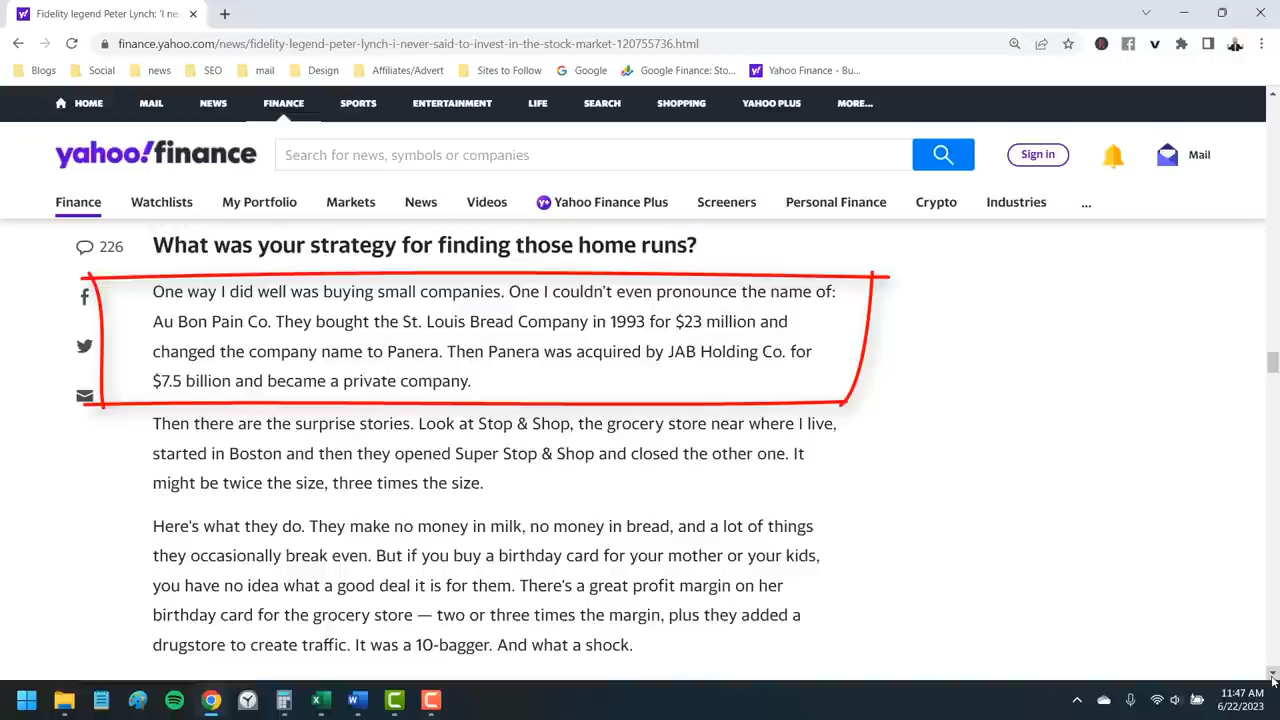 Fidelity legend Peter Lynch: 'I ne
finance.yahoo.com/news/fidelity-legend-peter-lynch-i-never-said-to-invest-in-the-stock-market-120755736.html
Blogs Social news SEO mail Design Affiliates/Advert Sites to Follow Google Google Finance: Sto... Yahoo Finance - Bu...
HOME MAIL NEWS FINANCE SPORTS ENTERTAINMENT LIFE SEARCH SHOPPING YAHOO PLUS MORE...
yahoo!finance Search for news, symbols or companies Sign in Mail
Finance Watchlists My Portfolio Markets News Videos Yahoo Finance Plus Screeners Personal Finance Crypto Industries ...
226 What was your strategy for finding those home runs?
One way I did well was buying small companies. One I couldn't even pronounce the name of:
Au Bon Pain Co. They bought the St. Louis Bread Company in 1993 for $23 million and
changed the company name to Panera. Then Panera was acquired by JAB Holding Co. for
$7.5 billion and became a private company.
Then there are the surprise stories. Look at Stop & Shop, the grocery store near where I live,
started in Boston and then they opened Super Stop & Shop and closed the other one. It
might be twice the size, three times the size.
Here's what they do. They make no money in milk, no money in bread, and a lot of things
they occasionally break even. But if you buy a birthday card for your mother or your kids,
you have no idea what a good deal it is for them. There's a great profit margin on her
birthday card for the grocery store — two or three times the margin, plus they added a
drugstore to create traffic. It was a 10-bagger. And what a shock.
11:47 AM
6/22/2023